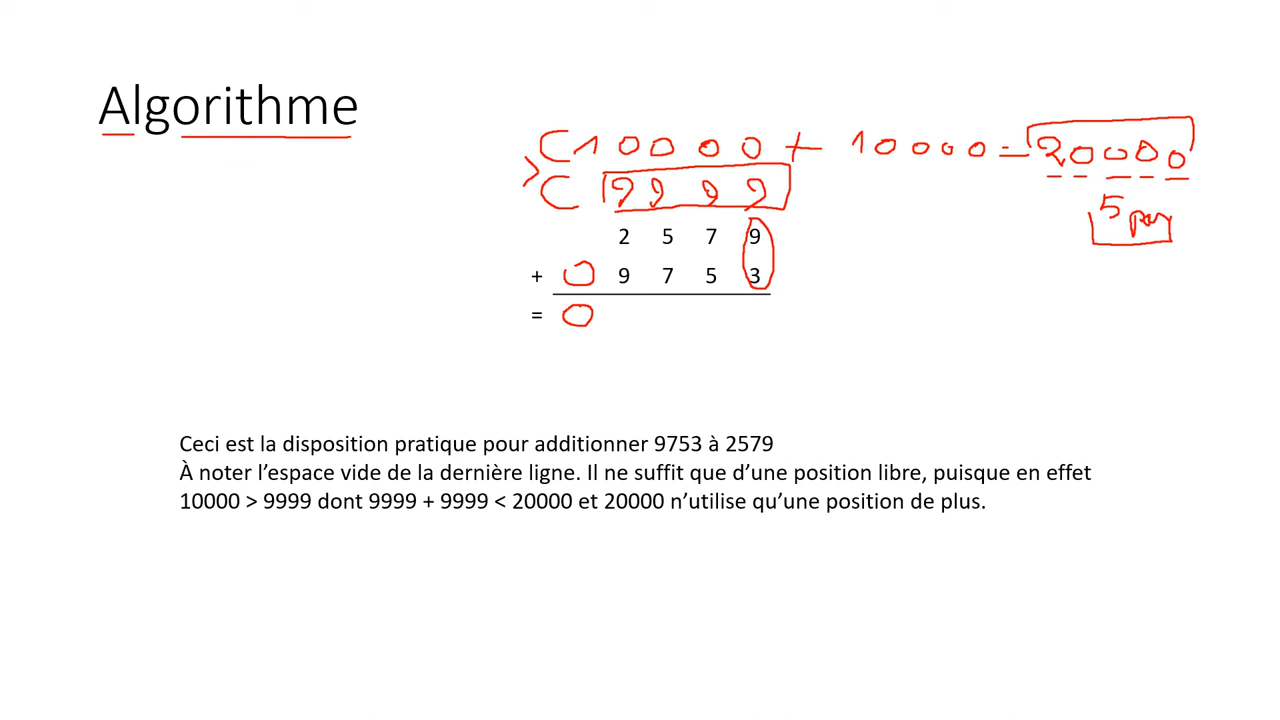 Algorithme
10000 + 10000 = 20000
> 9999
5 pos
2 5 7 9
+ 0 9 7 5 3
= 0
Ceci est la disposition pratique pour additionner 9753 à 2579
À noter l’espace vide de la dernière ligne. Il ne suffit que d’une position libre, puisque en effet
10000 > 9999 dont 9999 + 9999 < 20000 et 20000 n’utilise qu’une position de plus.